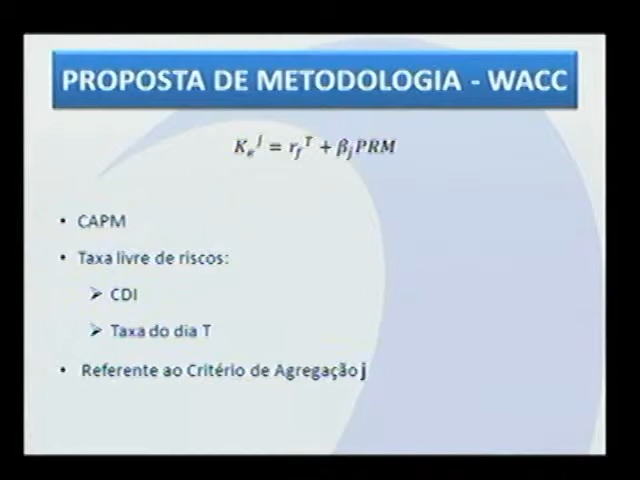 PROPOSTA DE METODOLOGIA - WACC
K_e^j = r_f^T + β_j PRM
• CAPM
• Taxa livre de riscos:
➢ CDI
➢ Taxa do dia T
• Referente ao Critério de Agregação j